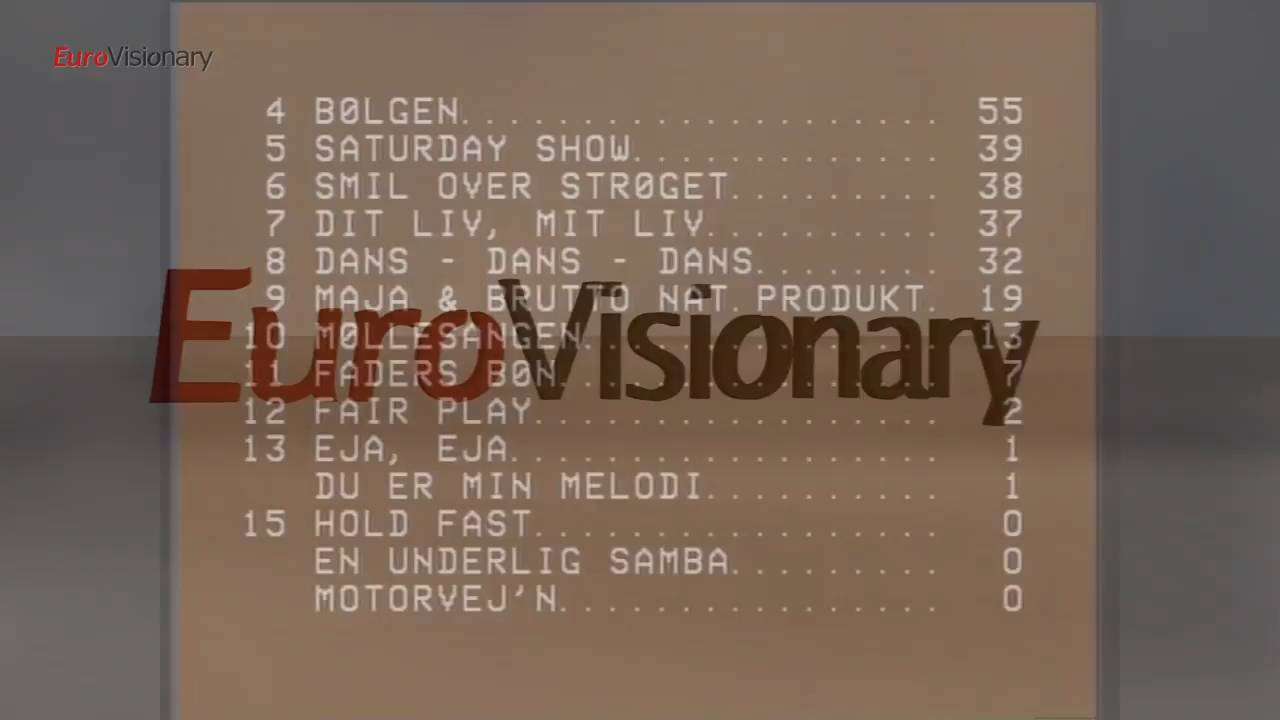 EuroVisionary
4 BØLGEN. . . . . . . . . . . . . . . . . . . . 55
5 SATURDAY SHOW. . . . . . . . . . . . . 39
6 SMIL OVER STRØGET. . . . . . . . . 38
7 DIT LIV, MIT LIV. . . . . . . . . . 37
8 DANS - DANS - DANS. . . . . . . . 32
9 MAJA & BRUTTO NAT. PRODUKT. 19
EuroVisionary
10 MØLLESANGEN. . . . . . . . . . . . . . . 13
11 FADERS BØN. . . . . . . . . . . . . . . . 7
12 FAIR PLAY. . . . . . . . . . . . . . . . . 2
13 EJA, EJA. . . . . . . . . . . . . . . . . . 1
DU ER MIN MELODI. . . . . . . . . . 1
15 HOLD FAST. . . . . . . . . . . . . . . . . 0
EN UNDERLIG SAMBA. . . . . . . . . 0
MOTORVEJ'N. . . . . . . . . . . . . . . . 0